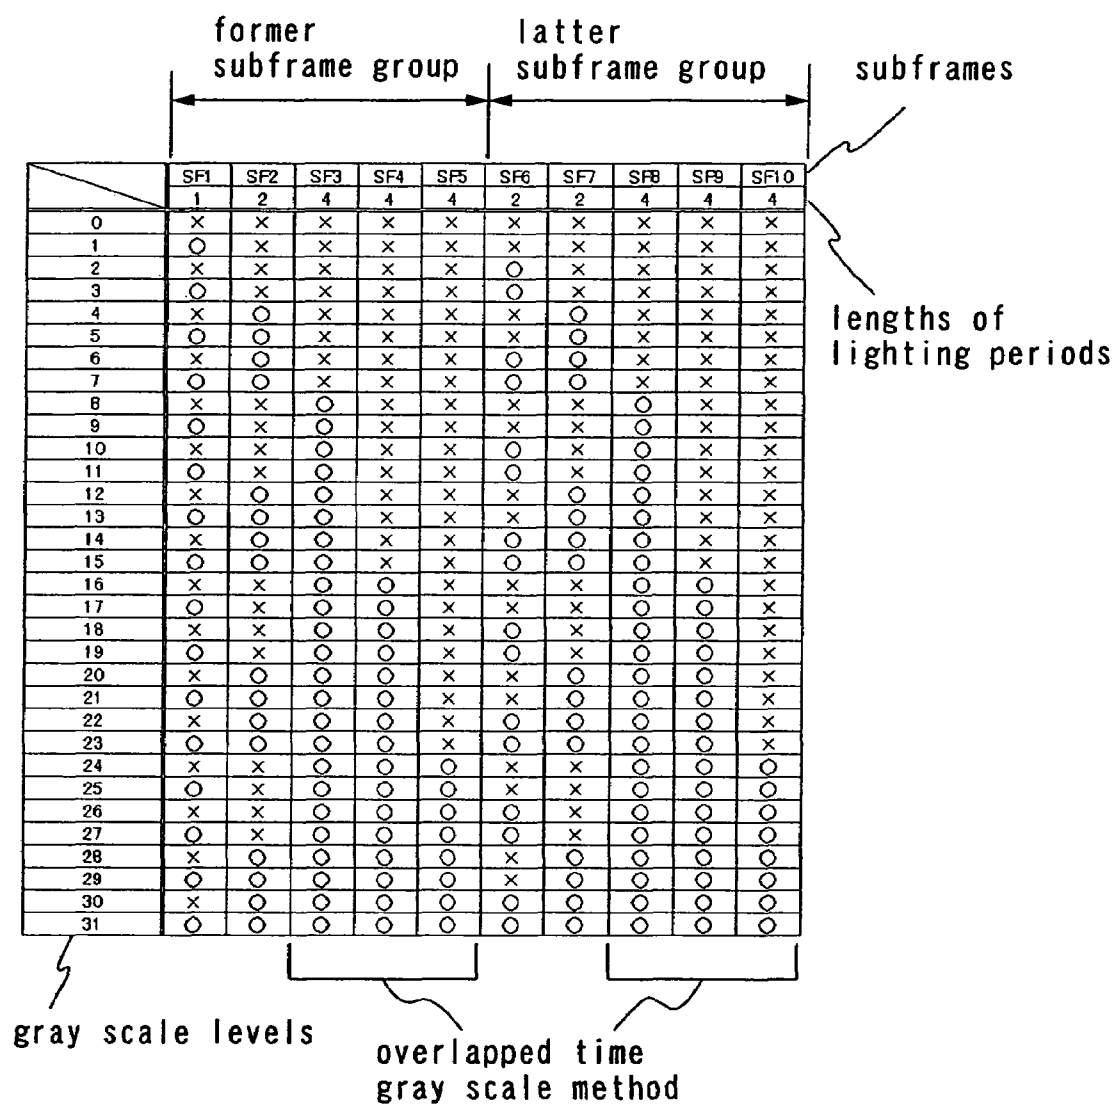 former
subframe group
latter
subframe group
subframes
SF1 SF2 SF3 SF4 SF5 SF6 SF7 SF8 SF9 SF10
1 2 4 4 4 2 2 4 4 4
0 × × × × × × × × × ×
1 ○ × × × × × × × × ×
2 × × × × × ○ × × × ×
3 ○ × × × × ○ × × × ×
4 × ○ × × × × ○ × × ×
5 ○ ○ × × × × ○ × × ×
6 × ○ × × × ○ ○ × × ×
7 ○ ○ × × × ○ ○ × × ×
8 × × ○ × × × × ○ × ×
9 ○ × ○ × × × × ○ × ×
10 × × ○ × × ○ × ○ × ×
11 ○ × ○ × × ○ × ○ × ×
12 × ○ ○ × × × ○ ○ × ×
13 ○ ○ ○ × × × ○ ○ × ×
14 × ○ ○ × × ○ ○ ○ × ×
15 ○ ○ ○ × × ○ ○ ○ × ×
16 × × ○ ○ × × × ○ ○ ×
17 ○ × ○ ○ × × × ○ ○ ×
18 × × ○ ○ × ○ × ○ ○ ×
19 ○ × ○ ○ × ○ × ○ ○ ×
20 × ○ ○ ○ × × ○ ○ ○ ×
21 ○ ○ ○ ○ × × ○ ○ ○ ×
22 × ○ ○ ○ × ○ ○ ○ ○ ×
23 ○ ○ ○ ○ × ○ ○ ○ ○ ×
24 × × ○ ○ ○ × × ○ ○ ○
25 ○ × ○ ○ ○ × × ○ ○ ○
26 × × ○ ○ ○ ○ × ○ ○ ○
27 ○ × ○ ○ ○ ○ × ○ ○ ○
28 × ○ ○ ○ ○ × ○ ○ ○ ○
29 ○ ○ ○ ○ ○ × ○ ○ ○ ○
30 × ○ ○ ○ ○ ○ ○ ○ ○ ○
31 ○ ○ ○ ○ ○ ○ ○ ○ ○ ○
lengths of
lighting periods
gray scale levels
overlapped time
gray scale method